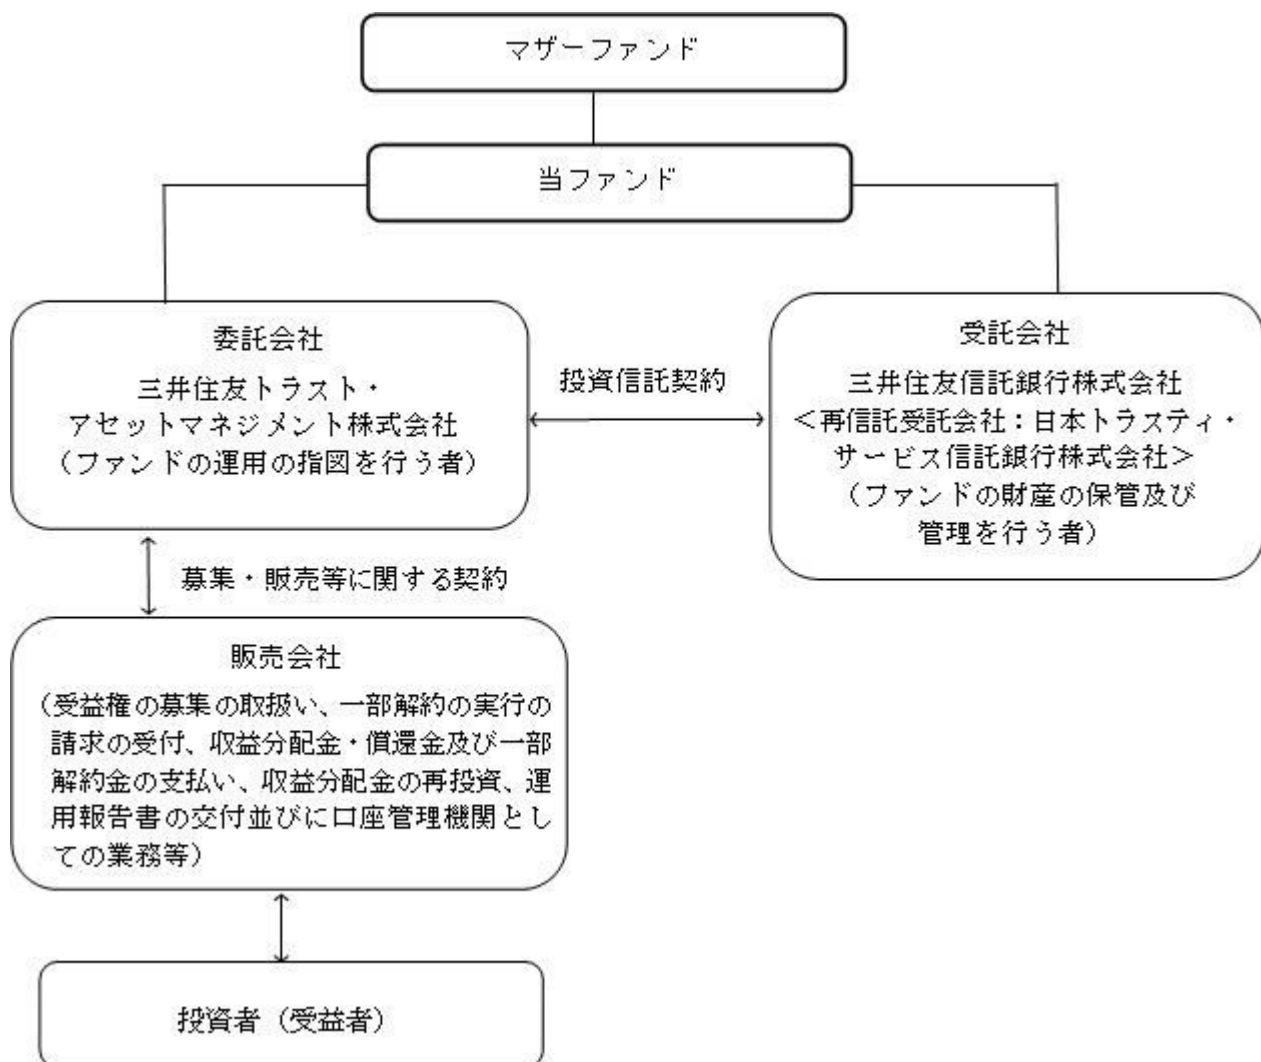 マザーファンド
当ファンド
委託会社
三井住友トラスト・
アセットマネジメント株式会社
（ファンドの運用の指図を行う者）
投資信託契約
受託会社
三井住友信託銀行株式会社
＜再信託受託会社：日本トラスティ・
サービス信託銀行株式会社＞
（ファンドの財産の保管及び
管理を行う者）
募集・販売等に関する契約
販売会社
（受益権の募集の取扱い、一部解約の実行の
請求の受付、収益分配金・償還金及び一部
解約金の支払い、収益分配金の再投資、運
用報告書の交付並びに口座管理機関とし
ての業務等）
投資者（受益者）